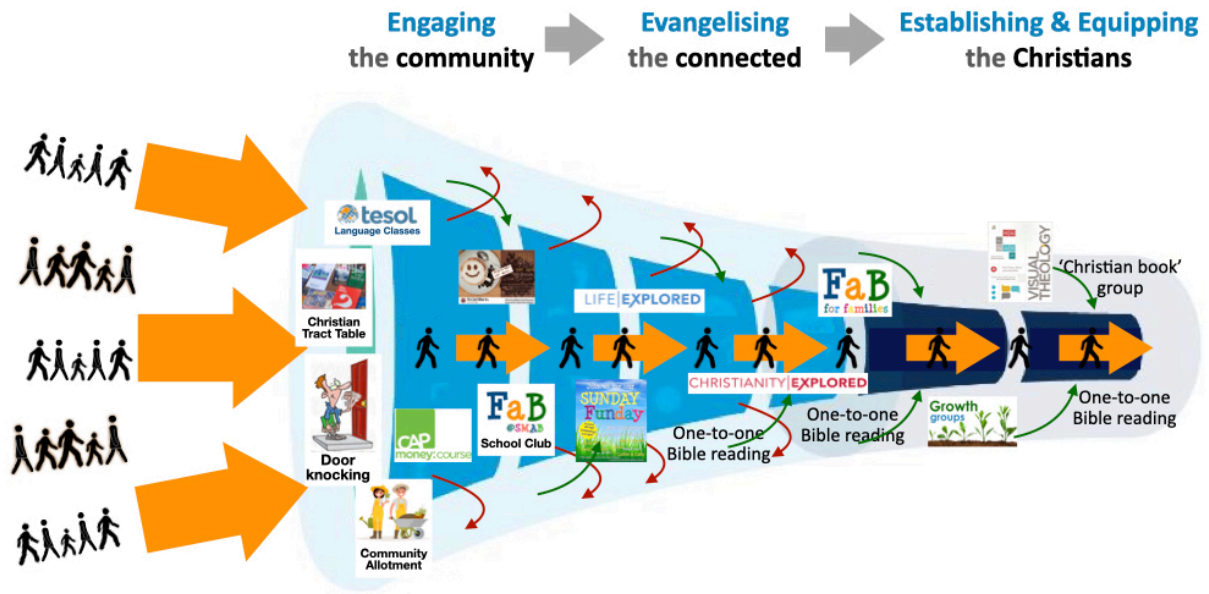 Engaging
the community
Evangelising
the connected
Establishing & Equipping
the Christians
tesol
Language Classes
Christian
Tract Table
Door
knocking
CAP
money:course
Community
Allotment
FaB
@SMAB
School Club
SUNDAY
Funday
LIFE|EXPLORED
CHRISTIANITY|EXPLORED
One-to-one
Bible reading
FaB
for families
One-to-one
Bible reading
VISUAL
THEOLOGY
'Christian book'
group
Growth
groups
One-to-one
Bible reading